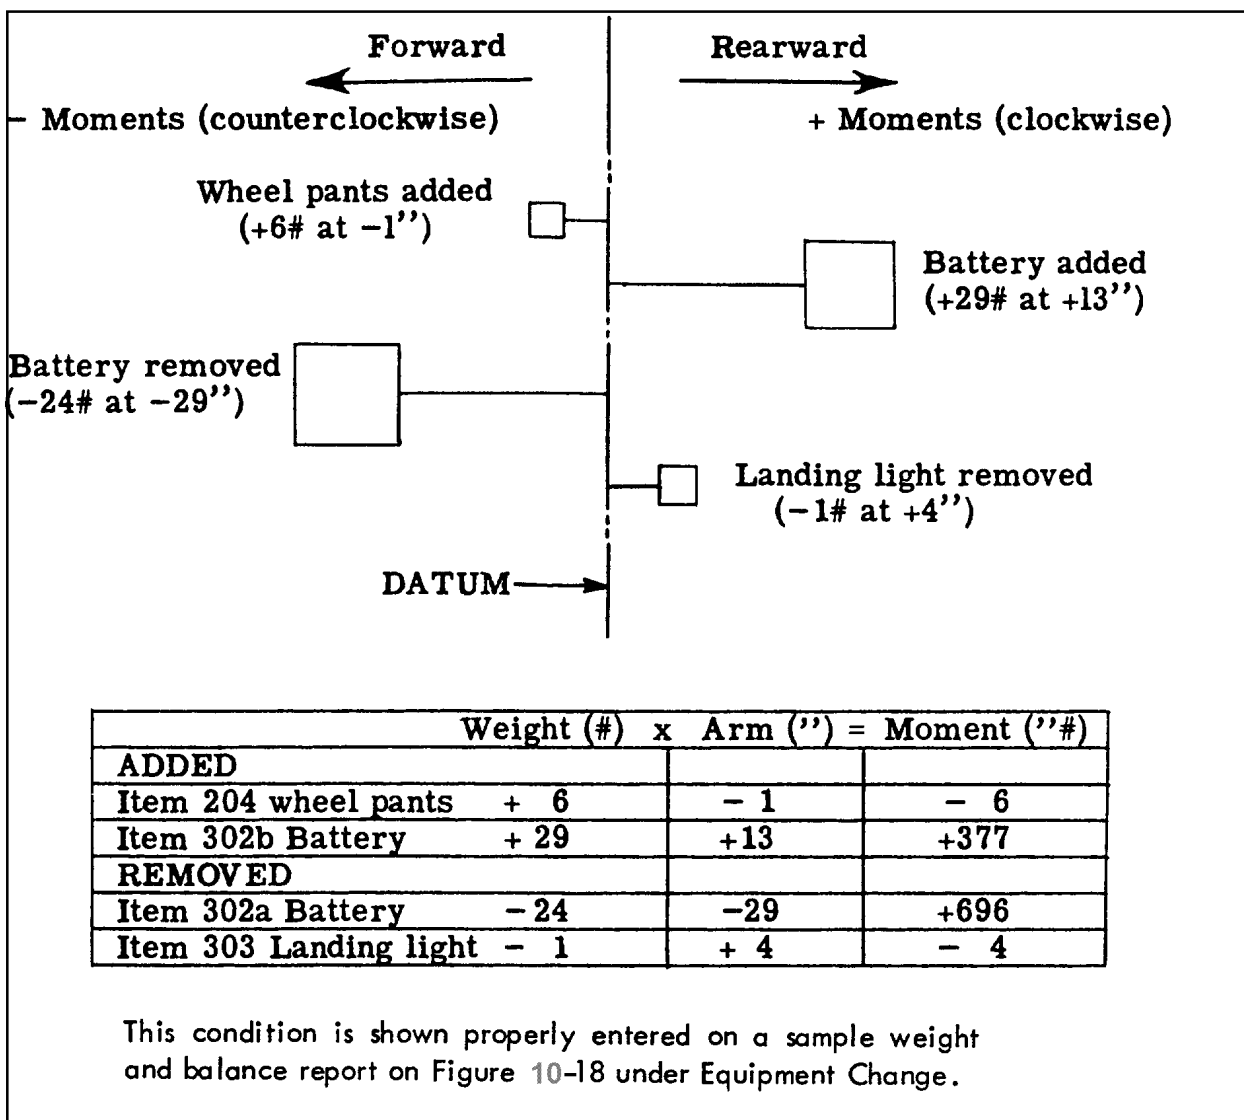 Forward
Rearward
− Moments (counterclockwise)
+ Moments (clockwise)
Wheel pants added
(+6# at −1’’)
Battery added
(+29# at +13’’)
Battery removed
(−24# at −29’’)
Landing light removed
(−1# at +4’’)
DATUM
Weight (#) x Arm (’’) = Moment (’’#)
ADDED
Item 204 wheel pants + 6 − 1 − 6
Item 302b Battery + 29 +13 +377
REMOVED
Item 302a Battery −24 −29 +696
Item 303 Landing light − 1 + 4 − 4
This condition is shown properly entered on a sample weight
and balance report on Figure 10-18 under Equipment Change.